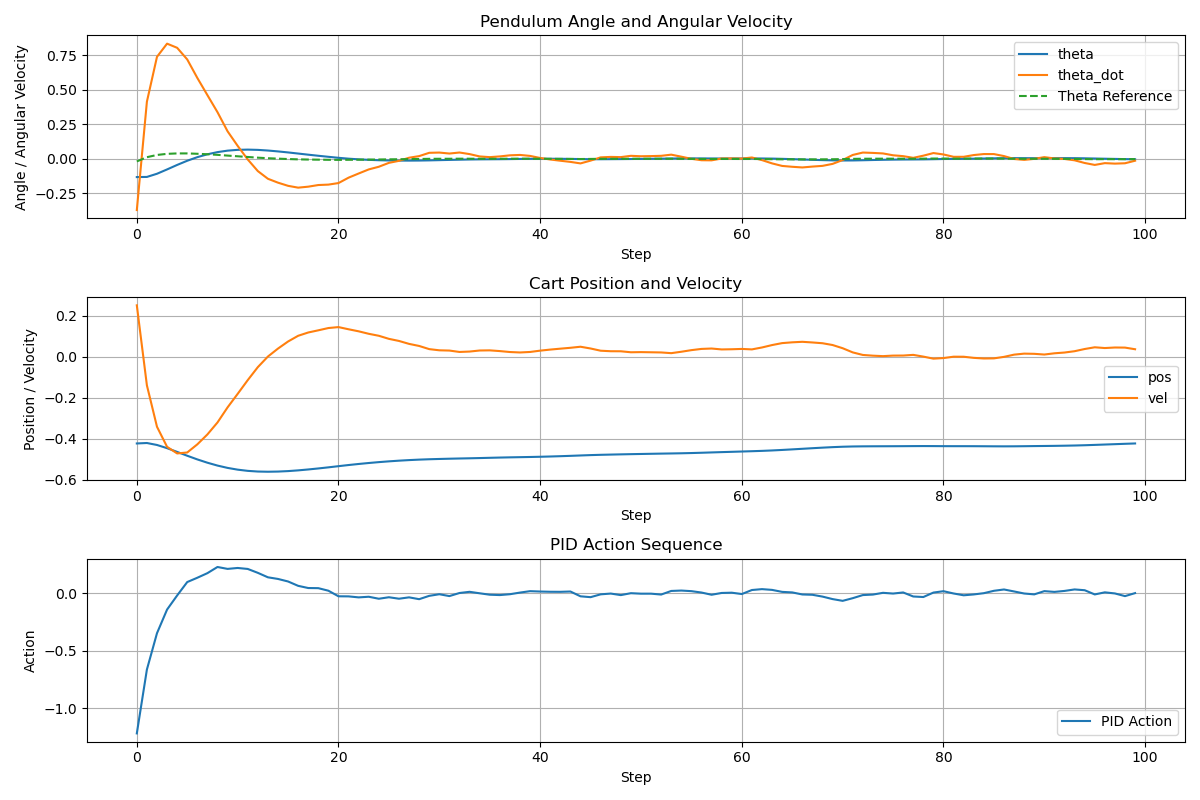 Pendulum Angle and Angular Velocity
Angle / Angular Velocity
0.75
0.50
0.25
0.00
−0.25
theta
theta_dot
Theta Reference
0
20
40
60
80
100
Step
Cart Position and Velocity
Position / Velocity
0.2
0.0
−0.2
−0.4
−0.6
pos
vel
0
20
40
60
80
100
Step
PID Action Sequence
Action
0.0
−0.5
−1.0
PID Action
0
20
40
60
80
100
Step